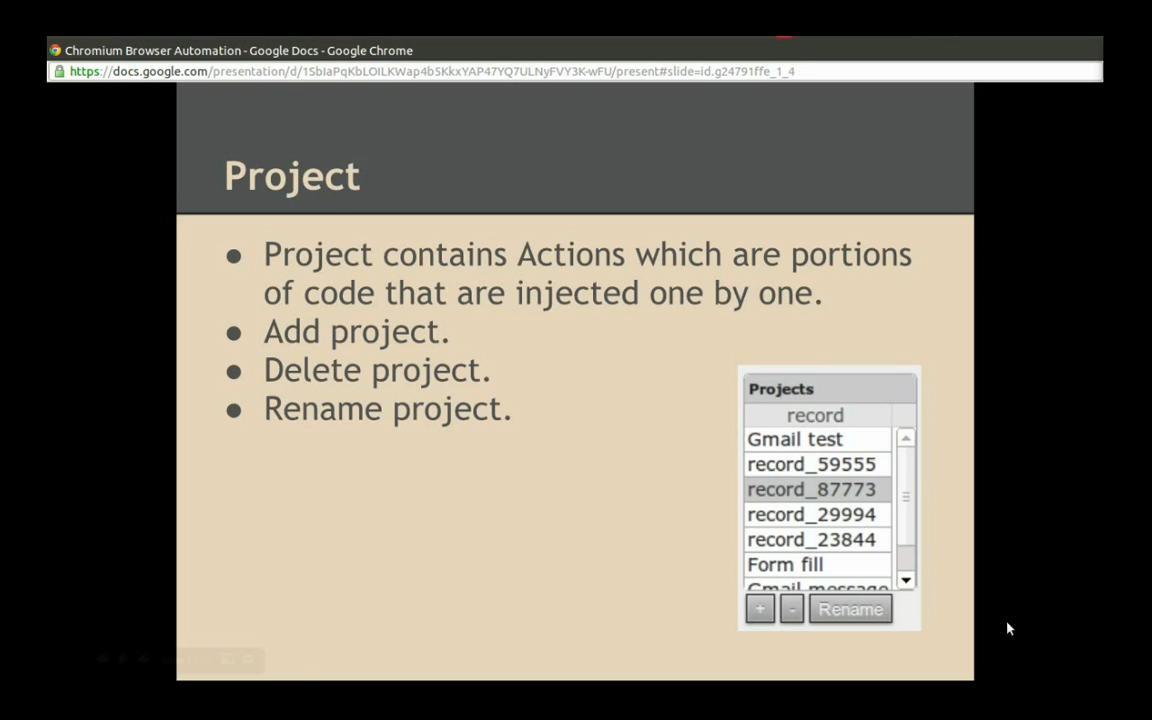 Chromium Browser Automation - Google Docs - Google Chrome
https://docs.google.com/presentation/d/1SbIaPqKbLOILKWap4b5KkxYAP47YQ7ULNyFVY3K-wFU/present#slide=id.g24791ffe_1_4
Project
● Project contains Actions which are portions
of code that are injected one by one.
● Add project.
● Delete project.
● Rename project.
Projects
record
Gmail test
record_59555
record_87773
record_29994
record_23844
Form fill
Gmail message
+ - Rename